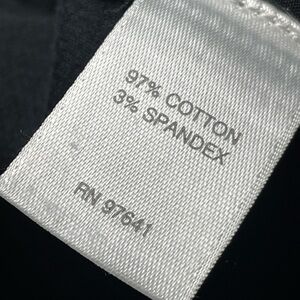 97% COTTON
3% SPANDEX
RN 97641